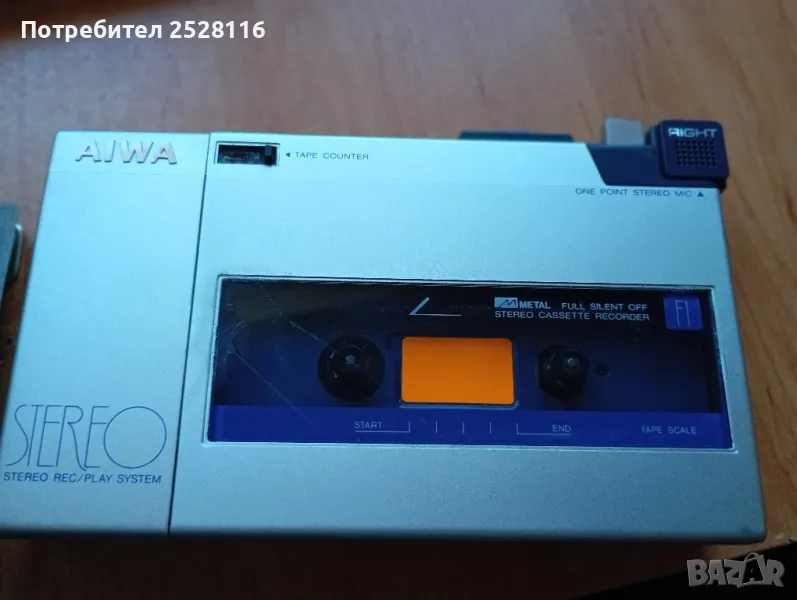 Потребител 2528116
AIWA
◄ TAPE COUNTER
RIGHT
ONE POINT STEREO MIC ▲
METAL FULL SILENT OFF
STEREO CASSETTE RECORDER
F1
START
END
TAPE SCALE
STEREO
STEREO REC/PLAY SYSTEM
BAZAR